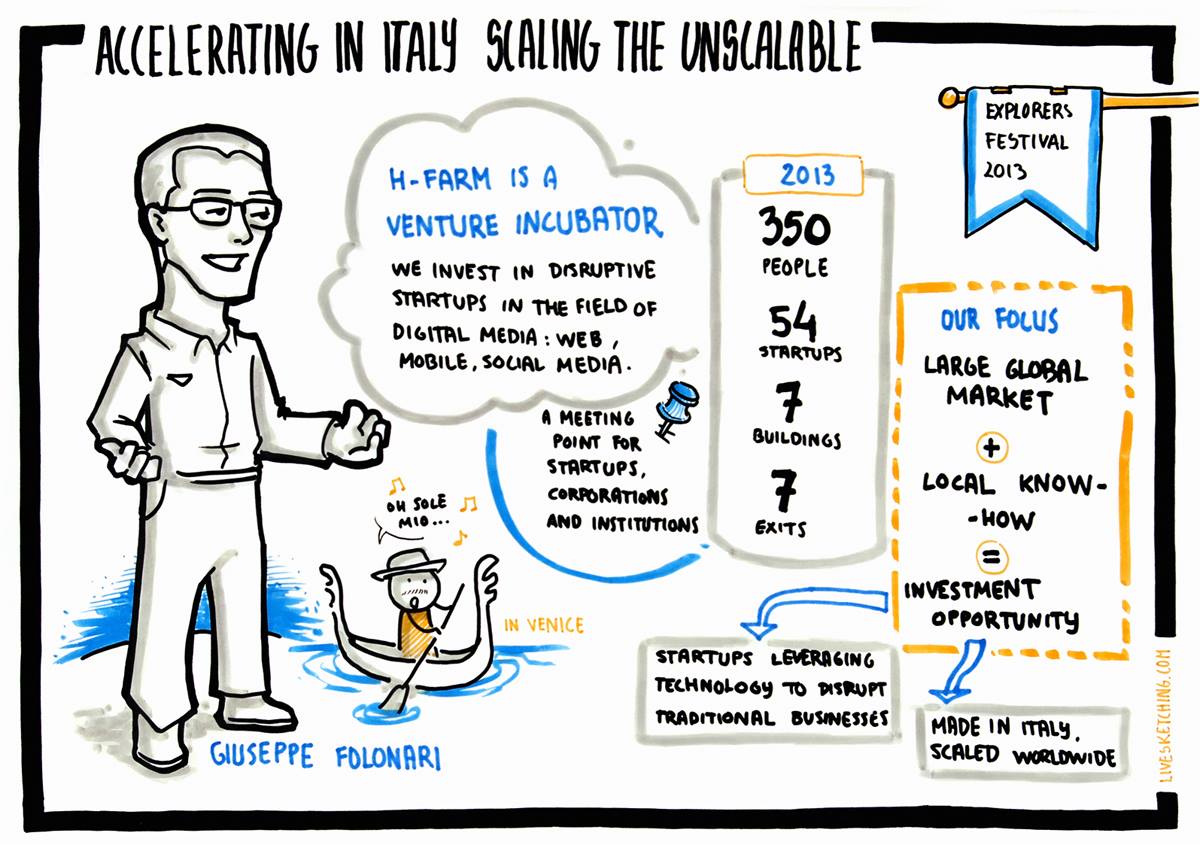 ACCELERATING IN ITALY SCALING THE UNSCALABLE
EXPLORERS
FESTIVAL
2013
H-FARM IS A
VENTURE INCUBATOR
WE INVEST IN DISRUPTIVE
STARTUPS IN THE FIELD OF
DIGITAL MEDIA: WEB,
MOBILE, SOCIAL MEDIA.
A MEETING
POINT FOR
STARTUPS,
CORPORATIONS
AND INSTITUTIONS
2013
350
PEOPLE
54
STARTUPS
7
BUILDINGS
7
EXITS
OUR FOCUS
LARGE GLOBAL
MARKET
+
LOCAL KNOW-
-HOW
=
INVESTMENT
OPPORTUNITY
OH SOLE
MIO...
IN VENICE
GIUSEPPE FOLONARI
STARTUPS LEVERAGING
TECHNOLOGY TO DISRUPT
TRADITIONAL BUSINESSES
MADE IN ITALY,
SCALED WORLDWIDE
LIVESKETCHING.COM